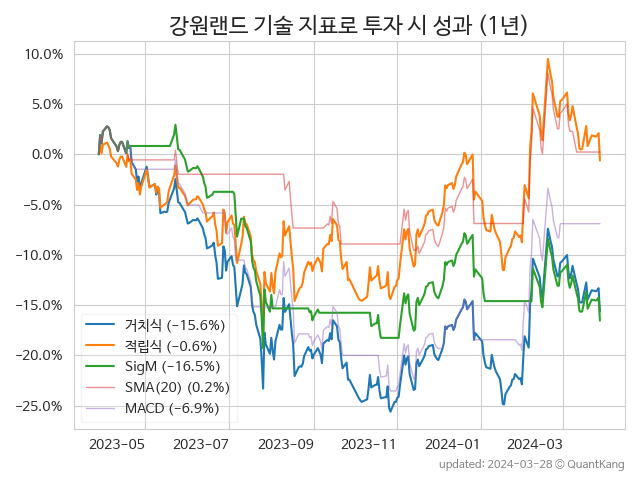 강원랜드 기술 지표로 투자 시 성과 (1년)
10.0%
5.0%
0.0%
−5.0%
−10.0%
−15.0%
−20.0%
−25.0%
거치식 (−15.6%)
적립식 (−0.6%)
SigM (−16.5%)
SMA(20) (0.2%)
MACD (−6.9%)
2023−05 2023−07 2023−09 2023−11 2024−01 2024−03
updated: 2024−03−28 © QuantKang